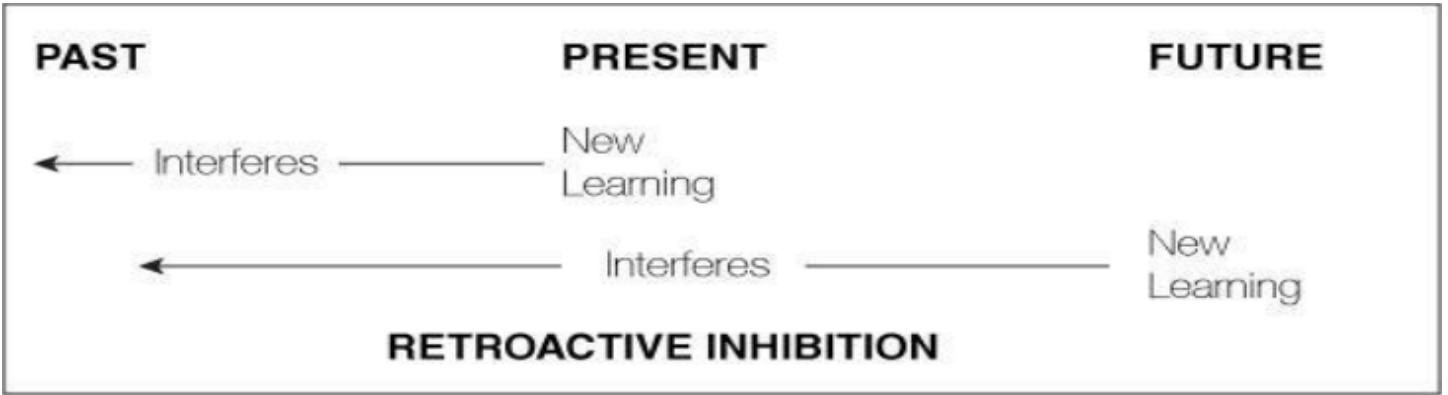 PAST PRESENT FUTURE
Interferes New
Learning
Interferes New
Learning
RETROACTIVE INHIBITION